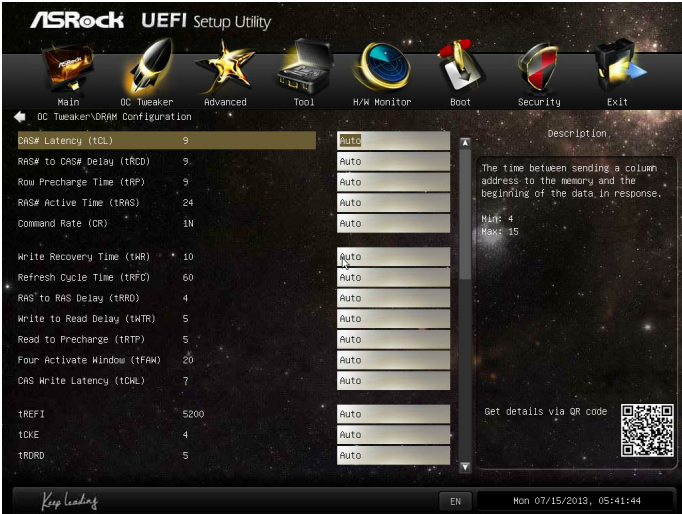 ASRock UEFI Setup Utility
ASRock
Main OC Tweaker Advanced Tool H/W Monitor Boot Security Exit
OC Tweaker\DRAM Configuration
CAS# Latency (tCL) 9 Auto
RAS# to CAS# Delay (tRCD) 9 Auto
Row Precharge Time (tRP) 9 Auto
RAS# Active Time (tRAS) 24 Auto
Command Rate (CR) 1N Auto
Write Recovery Time (tWR) 10 Auto
Refresh Cycle Time (tRFC) 60 Auto
RAS to RAS Delay (tRRD) 4 Auto
Write to Read Delay (tWTR) 5 Auto
Read to Precharge (tRTP) 5 Auto
Four Activate Window (tFAW) 20 Auto
CAS Write Latency (tCWL) 7 Auto
tREFI 5200 Auto
tCKE 4 Auto
tRDRD 5 Auto
Description
The time between sending a column
address to the memory and the
beginning of the data in response.
Min: 4
Max: 15
Get details via QR code
Keep Leading
EN
Mon 07/15/2013, 05:41:44